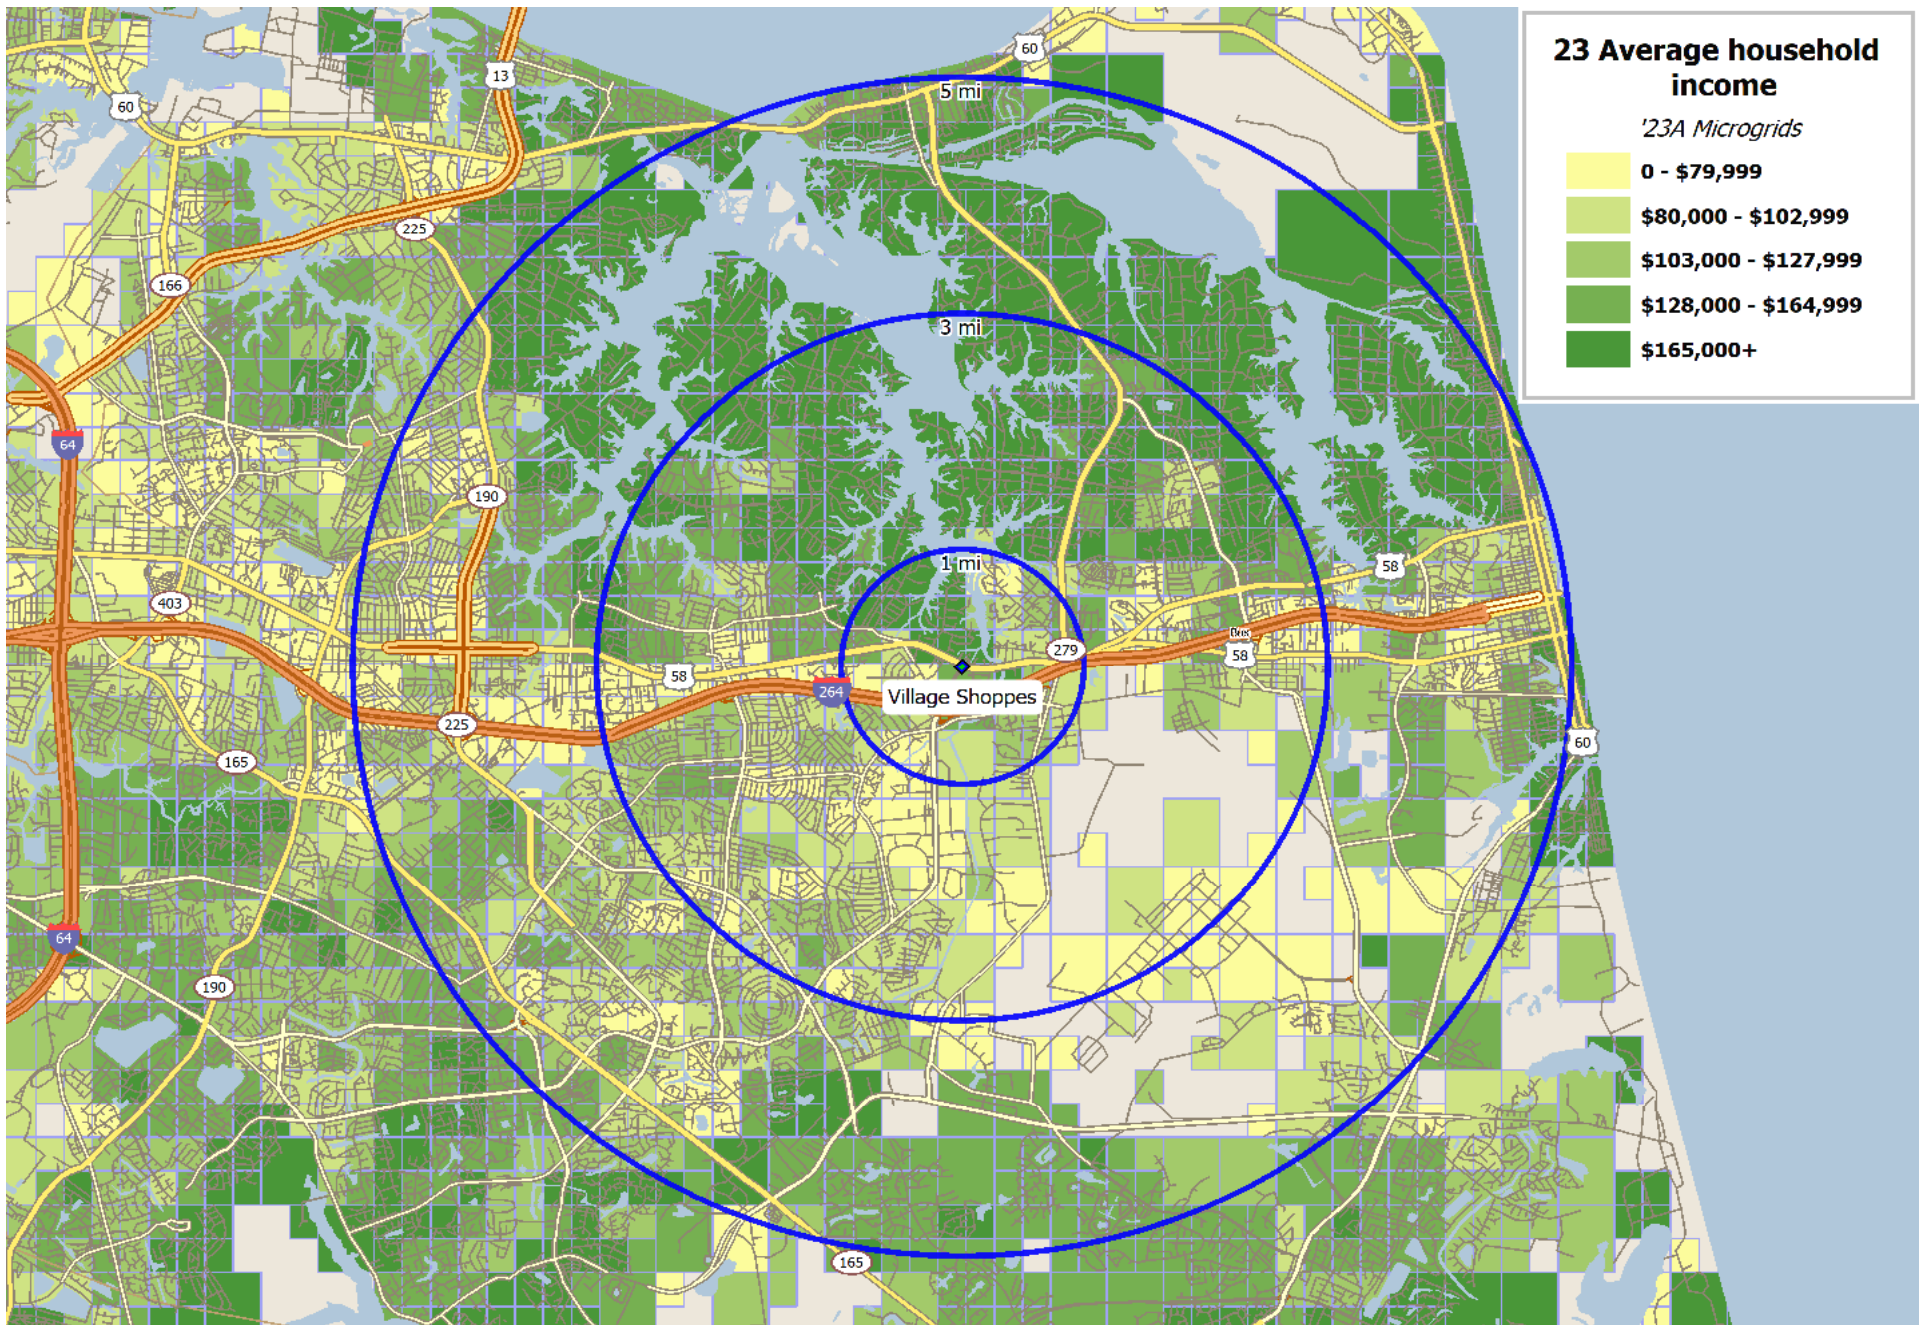 23 Average household
income
'23A Microgrids
0 - $79,999
$80,000 - $102,999
$103,000 - $127,999
$128,000 - $164,999
$165,000+
60
13
60
5 mi
225
166
3 mi
64
190
1 mi
58
403
279
Bus
58
58
264
Village Shoppes
225
165
60
64
190
165